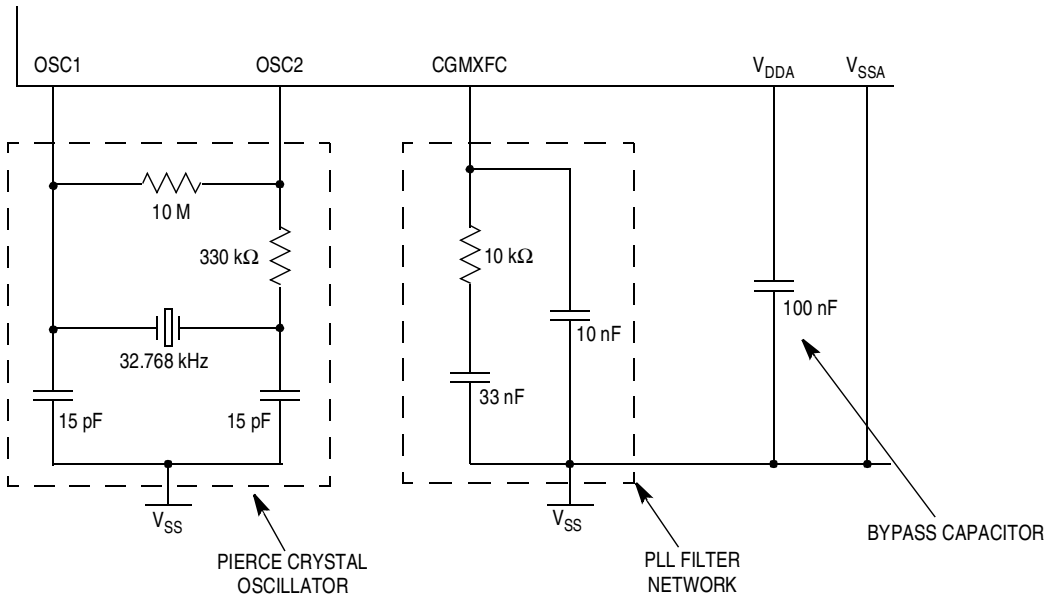 OSC1
OSC2
CGMXFC
VDDA
VSSA
10 M
330 kΩ
10 kΩ
100 nF
10 nF
32.768 kHz
33 nF
15 pF
15 pF
VSS
VSS
BYPASS CAPACITOR
PIERCE CRYSTAL
OSCILLATOR
PLL FILTER
NETWORK